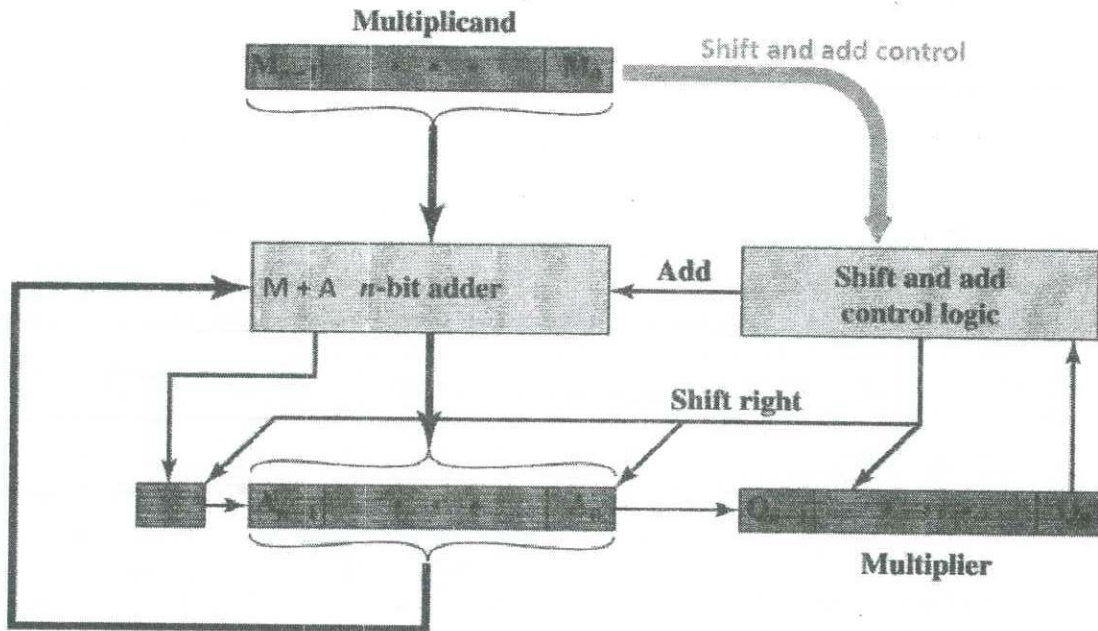 Multiplicand
Shift and add control
M + A n-bit adder
Add
Shift and add
control logic
Shift right
Multiplier